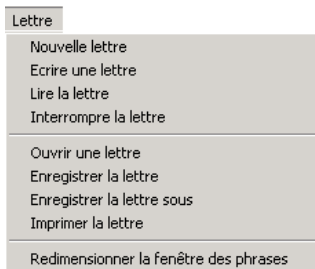 Lettre
Nouvelle lettre
Ecrire une lettre
Lire la lettre
Interrompre la lettre
Ouvrir une lettre
Enregistrer la lettre
Enregistrer la lettre sous
Imprimer la lettre
Redimensionner la fenêtre des phrases